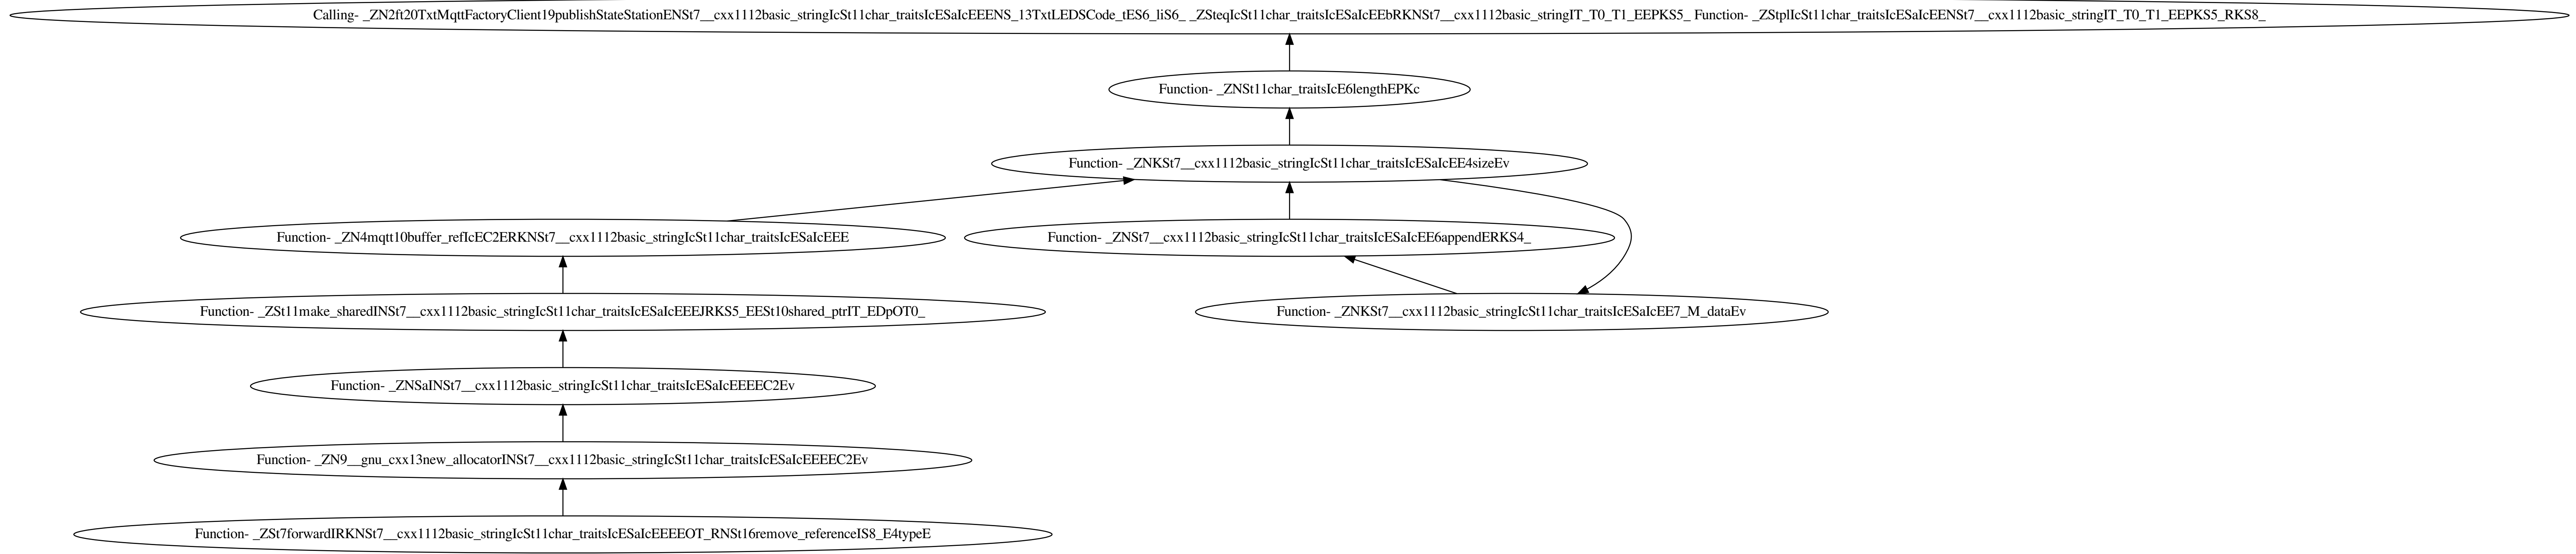 Calling- _ZN2ft20TxtMqttFactoryClient19publishStateStationENSt7__cxx1112basic_stringIcSt11char_traitsIcESaIcEEENS_13TxtLEDSCode_tES6_liS6_ _ZSteqIcSt11char_traitsIcESaIcEEbRKNSt7__cxx1112basic_stringIT_T0_T1_EEPKS5_ Function- _ZStplIcSt11char_traitsIcESaIcEENSt7__cxx1112basic_stringIT_T0_T1_EEPKS5_RKS8_
Function- _ZNSt11char_traitsIcE6lengthEPKc
Function- _ZNKSt7__cxx1112basic_stringIcSt11char_traitsIcESaIcEE4sizeEv
Function- _ZN4mqtt10buffer_refIcEC2ERKNSt7__cxx1112basic_stringIcSt11char_traitsIcESaIcEEE
Function- _ZNSt7__cxx1112basic_stringIcSt11char_traitsIcESaIcEE6appendERKS4_
Function- _ZSt11make_sharedINSt7__cxx1112basic_stringIcSt11char_traitsIcESaIcEEEJRKS5_EESt10shared_ptrIT_EDpOT0_
Function- _ZNKSt7__cxx1112basic_stringIcSt11char_traitsIcESaIcEE7_M_dataEv
Function- _ZNSaINSt7__cxx1112basic_stringIcSt11char_traitsIcESaIcEEEEC2Ev
Function- _ZN9__gnu_cxx13new_allocatorINSt7__cxx1112basic_stringIcSt11char_traitsIcESaIcEEEEC2Ev
Function- _ZSt7forwardIRKNSt7__cxx1112basic_stringIcSt11char_traitsIcESaIcEEEEOT_RNSt16remove_referenceIS8_E4typeE